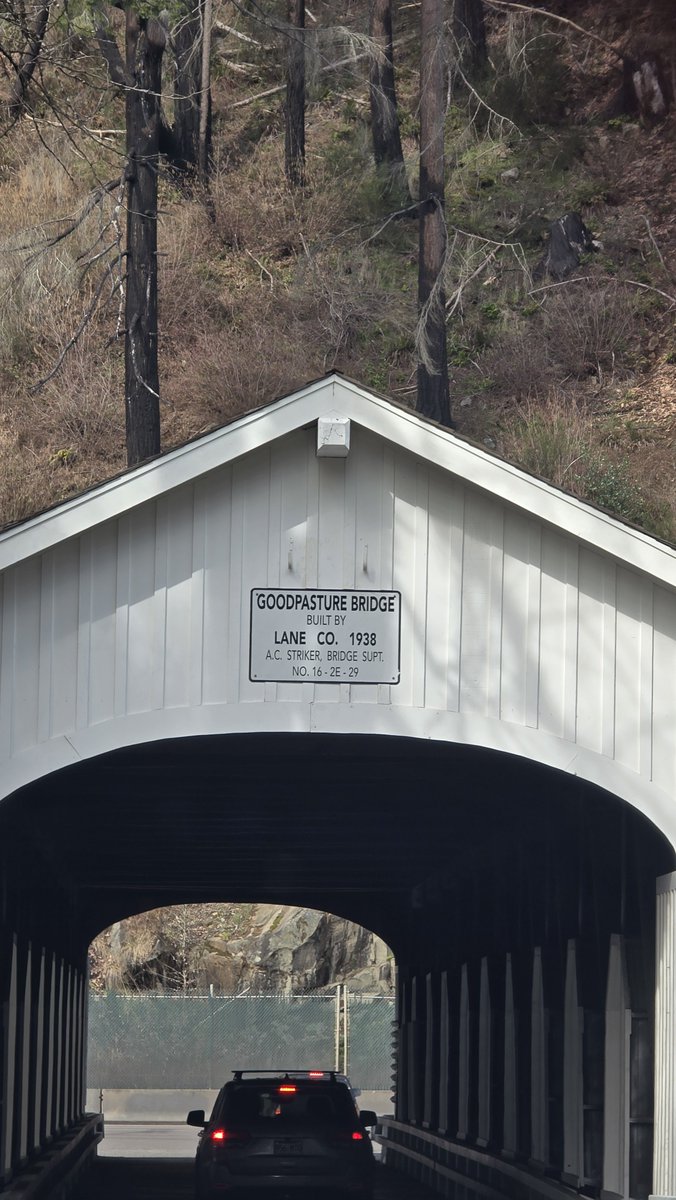 GOODPASTURE BRIDGE
BUILT BY
LANE CO. 1938
A.C. STRIKER, BRIDGE SUPT.
NO. 16 - 2E - 29